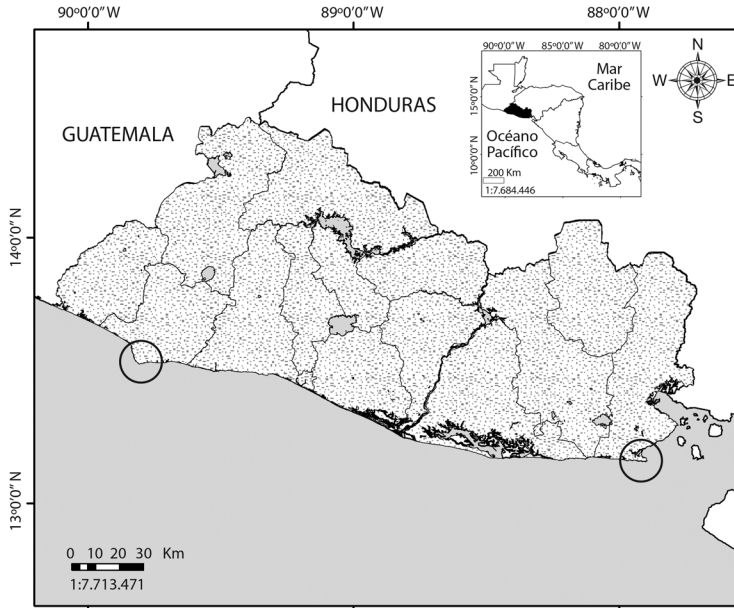 90º0'0" W
89º0'0" W
88º0'0" W
90º0'0"W
85º0'0"W
80º0'0"W
15º0'0"N
10º0'0"N
Mar
Caribe
Océano
Pacífico
200 Km
1:7.684.446
N
W
E
S
HONDURAS
GUATEMALA
14º0'0" N
13º0'0" N
0 10 20 30 Km
1:7.713.471